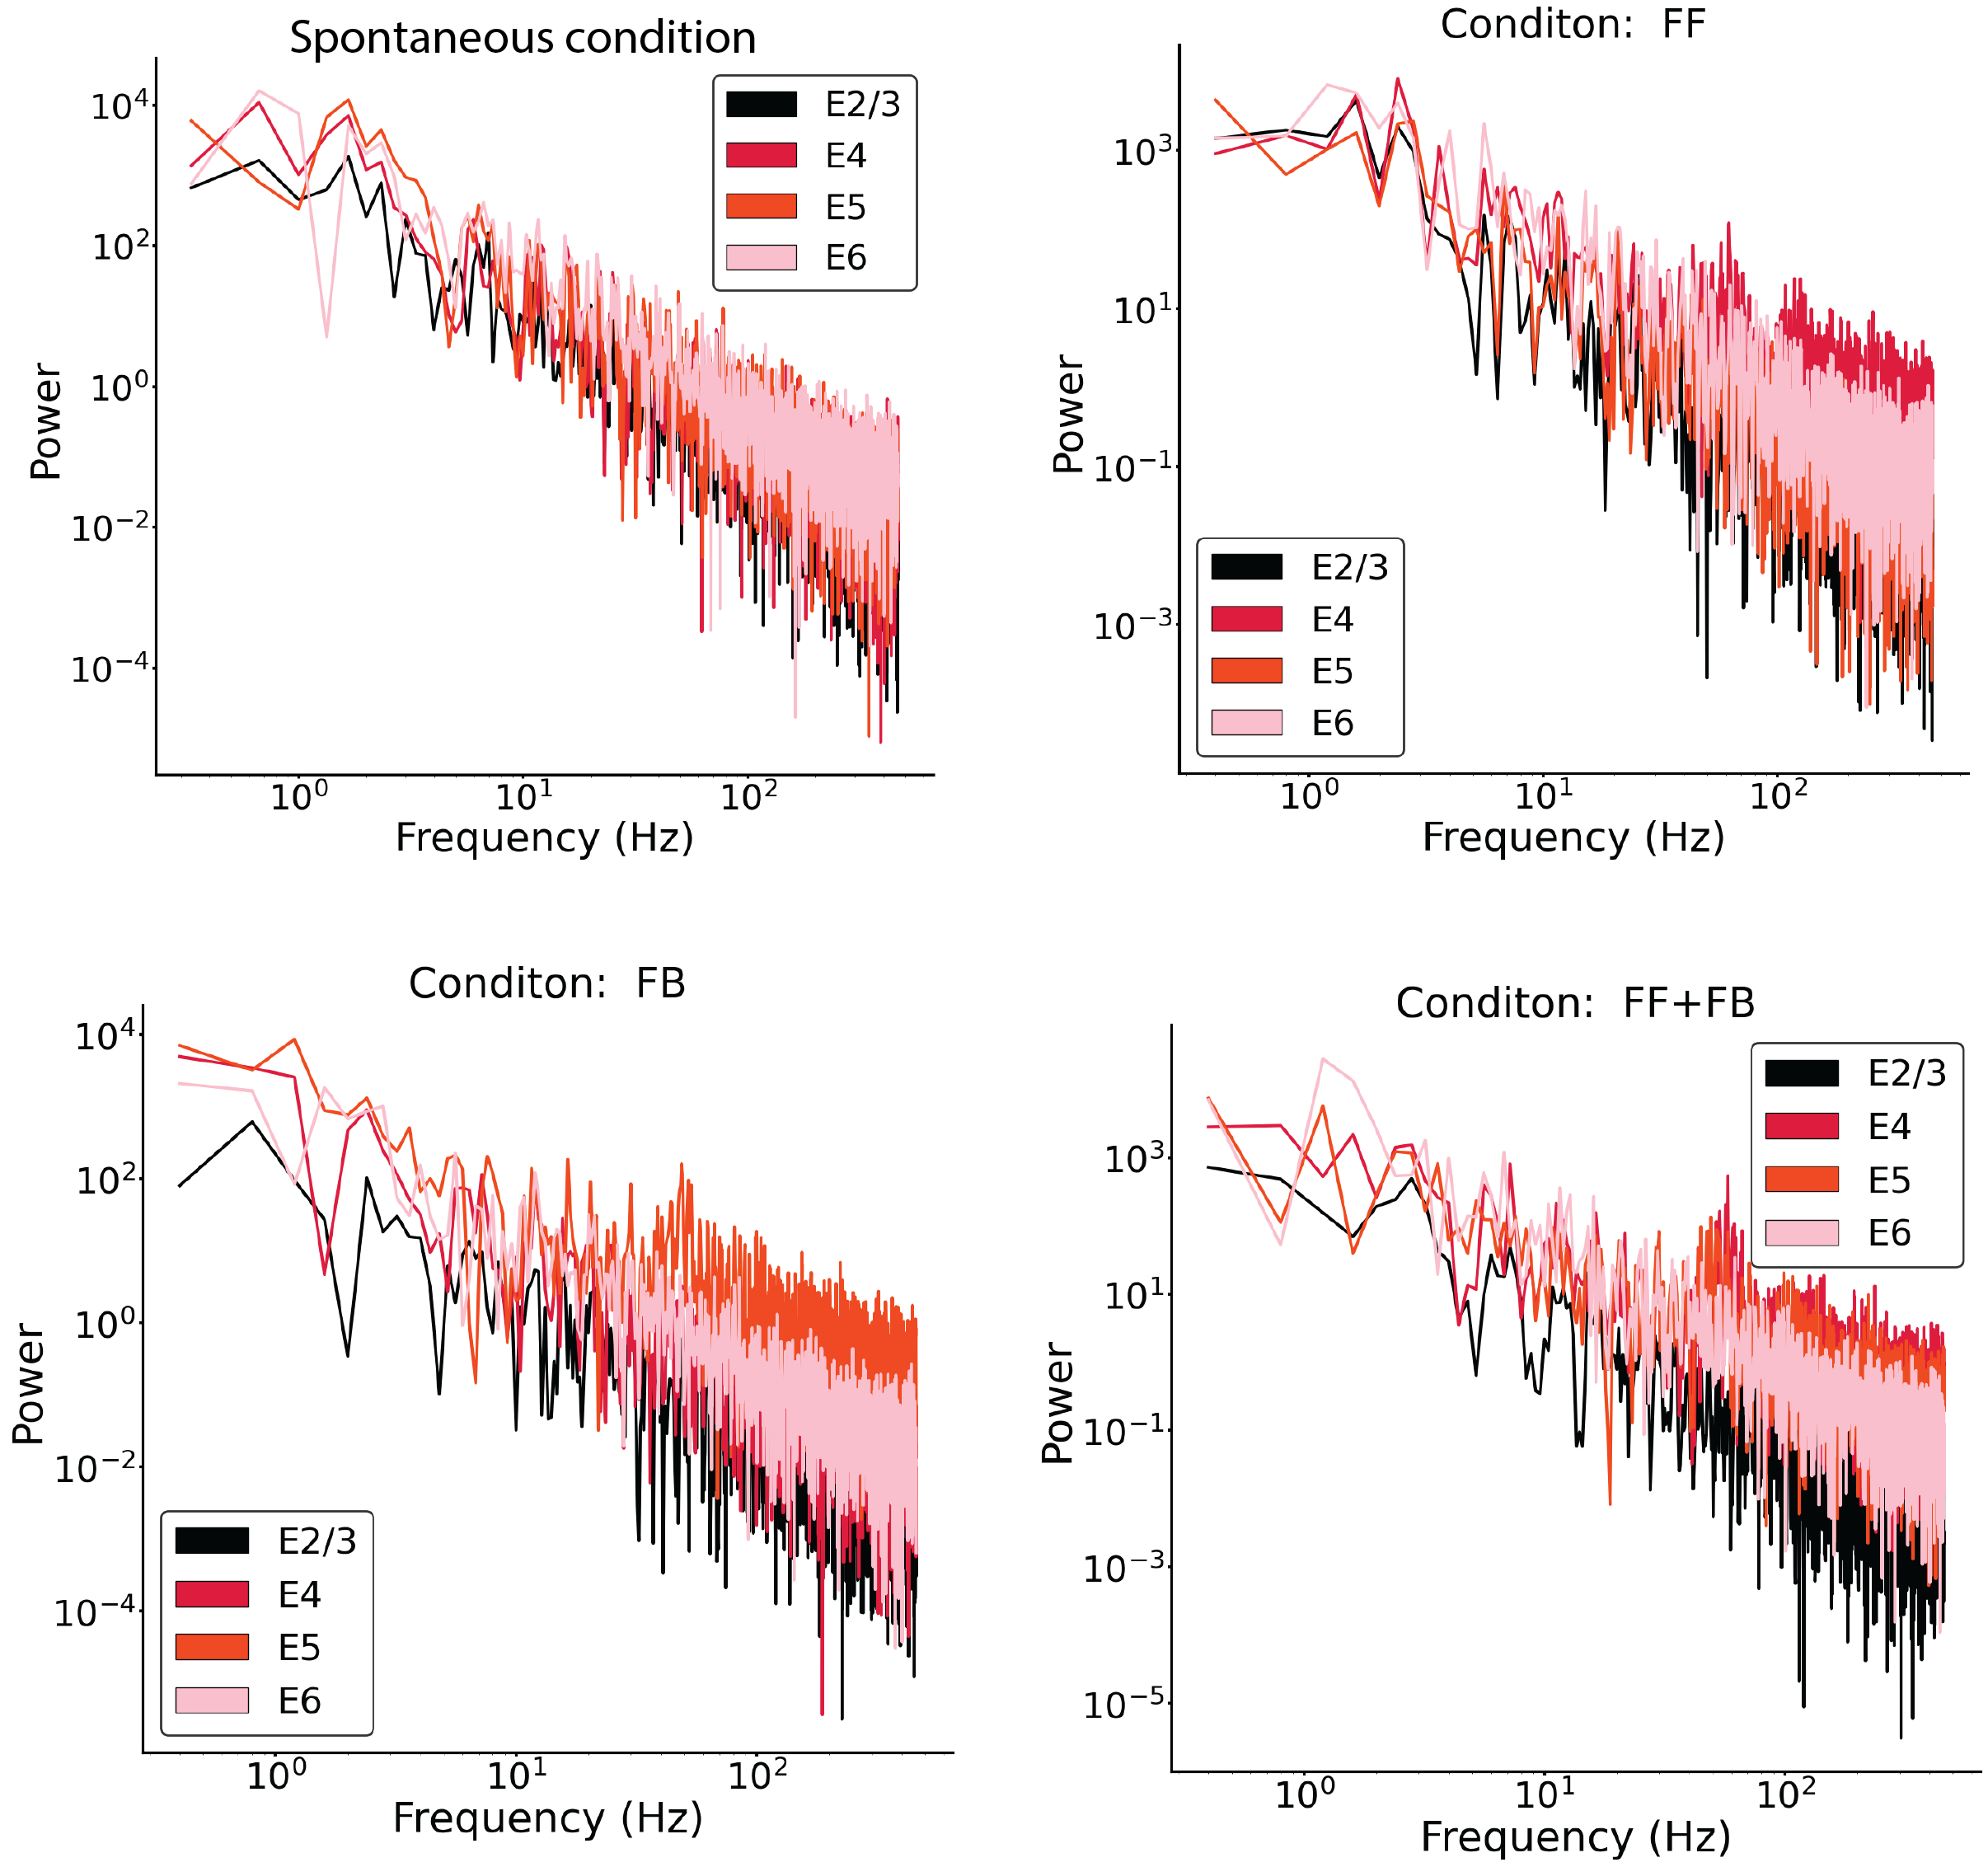 Spontaneous condition
10^4
10^2
10^0
10^−2
10^−4
Power
10^0 10^1 10^2
Frequency (Hz)
E2/3
E4
E5
E6
Conditon: FF
10^3
10^1
10^−1
10^−3
Power
10^0 10^1 10^2
Frequency (Hz)
E2/3
E4
E5
E6
Conditon: FB
10^4
10^2
10^0
10^−2
10^−4
Power
10^0 10^1 10^2
Frequency (Hz)
E2/3
E4
E5
E6
Conditon: FF+FB
10^3
10^1
10^−1
10^−3
10^−5
Power
10^0 10^1 10^2
Frequency (Hz)
E2/3
E4
E5
E6